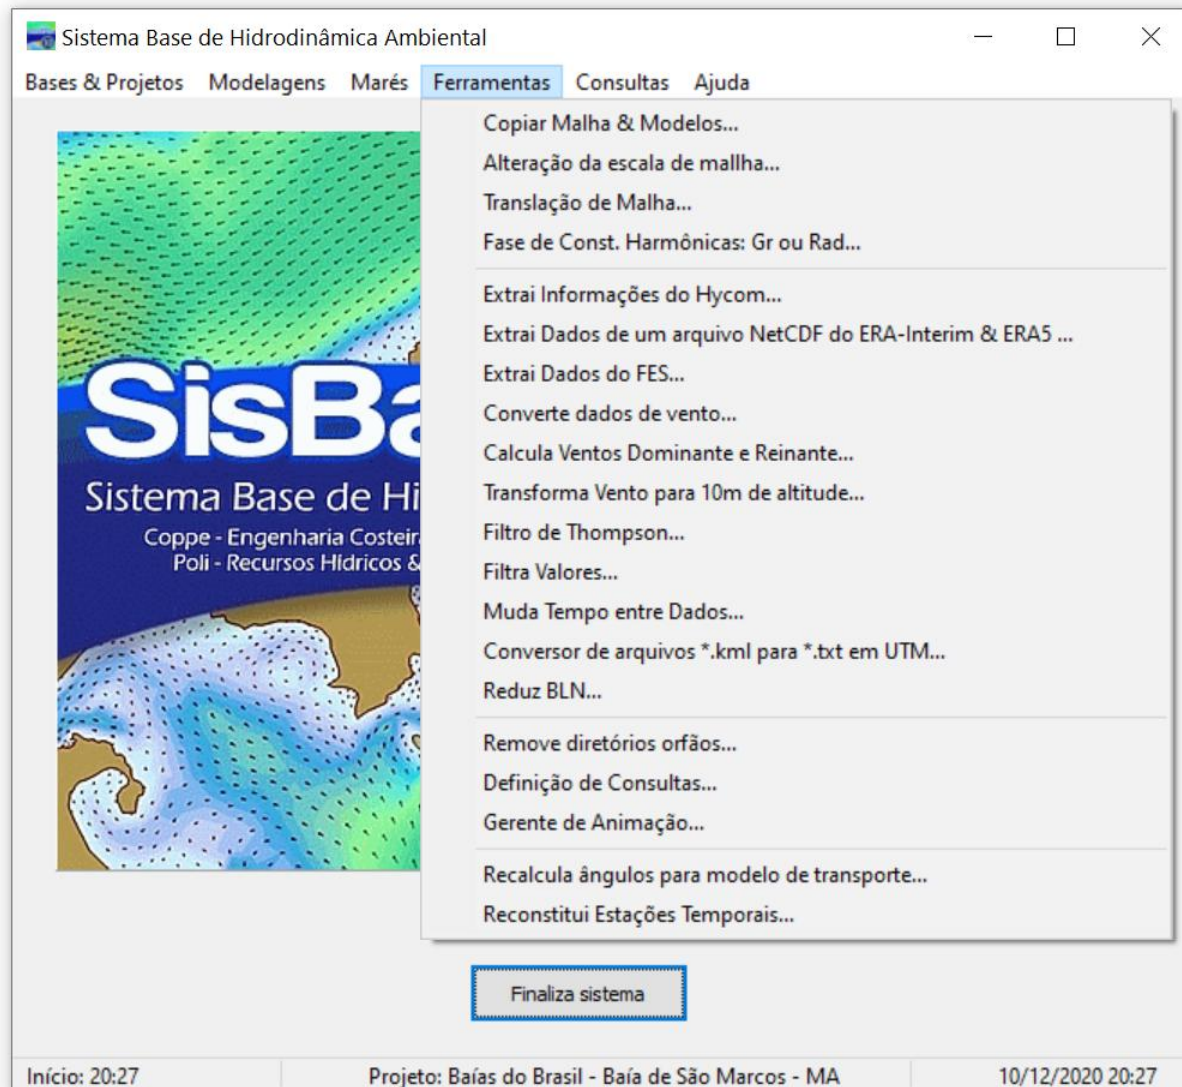 Sistema Base de Hidrodinâmica Ambiental
Bases & Projetos Modelagens Marés Ferramentas Consultas Ajuda
Copiar Malha & Modelos...
Alteração da escala de mallha...
Translação de Malha...
Fase de Const. Harmônicas: Gr ou Rad...
Extrai Informações do Hycom...
Extrai Dados de um arquivo NetCDF do ERA-Interim & ERA5 ...
Extrai Dados do FES...
Converte dados de vento...
Calcula Ventos Dominante e Reinante...
Transforma Vento para 10m de altitude...
Filtro de Thompson...
Filtra Valores...
Muda Tempo entre Dados...
Conversor de arquivos *.kml para *.txt em UTM...
Reduz BLN...
Remove diretórios orfãos...
Definição de Consultas...
Gerente de Animação...
Recalcula ângulos para modelo de transporte...
Reconstitui Estações Temporais...
SisBa
Sistema Base de Hi
Coppe - Engenharia Costeir
Poli - Recursos Hídricos &
Finaliza sistema
Início: 20:27 Projeto: Baías do Brasil - Baía de São Marcos - MA 10/12/2020 20:27